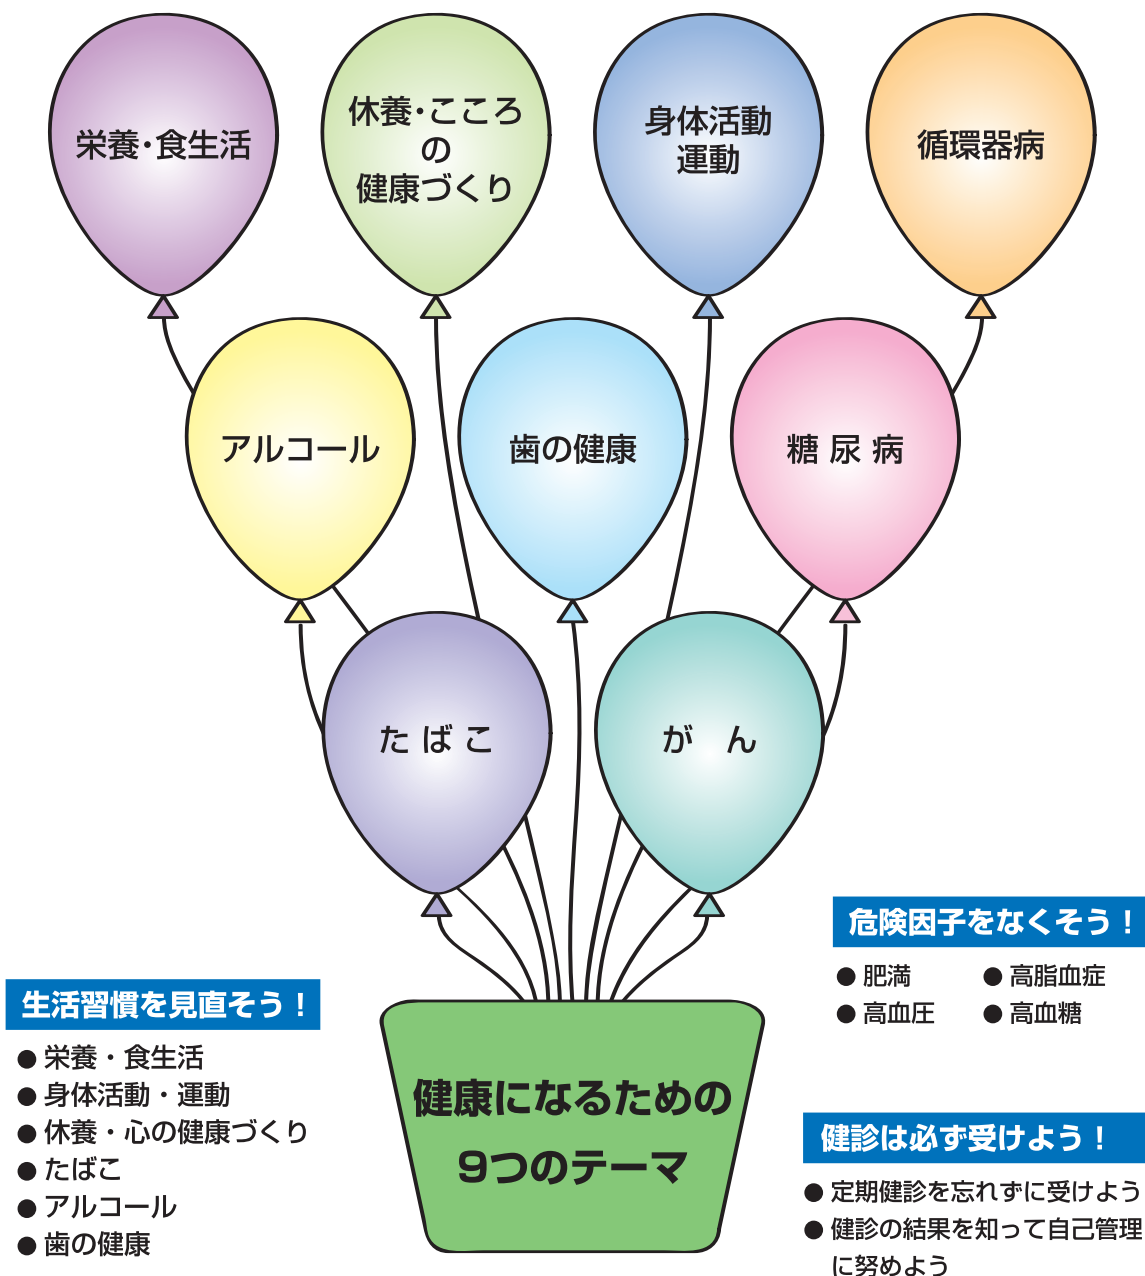 栄養・食生活
休養・こころ
の
健康づくり
身体活動
運動
循環器病
アルコール
歯の健康
糖尿病
たばこ
がん
健康になるための
9つのテーマ
生活習慣を見直そう！
● 栄養・食生活
● 身体活動・運動
● 休養・心の健康づくり
● たばこ
● アルコール
● 歯の健康
危険因子をなくそう！
● 肥満 ● 高脂血症
● 高血圧 ● 高血糖
健診は必ず受けよう！
● 定期健診を忘れずに受けよう
● 健診の結果を知って自己管理
に努めよう